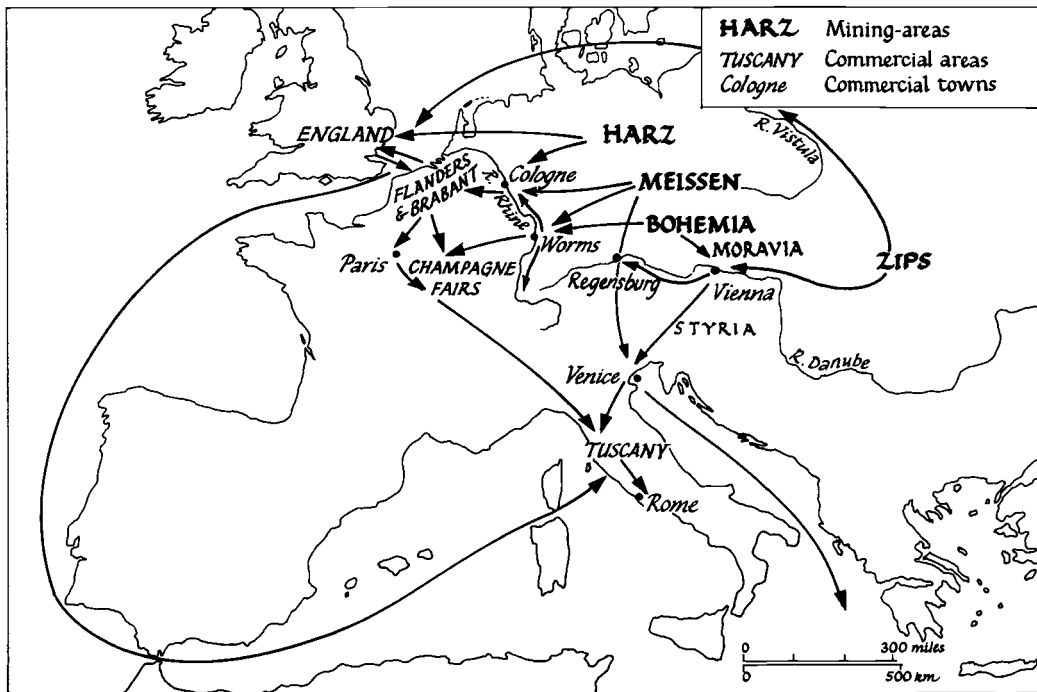 HARZ Mining-areas
TUSCANY Commercial areas
Cologne Commercial towns
R. Vistula
ENGLAND
HARZ
FLANDERS
& BRABANT
R. Rhine
Cologne
MEISSEN
BOHEMIA
MORAVIA
ZIPS
Paris
CHAMPAGNE
FAIRS
Worms
Regensburg
Vienna
STYRIA
R. Danube
Venice
TUSCANY
Rome
0 300 miles
0 500 km